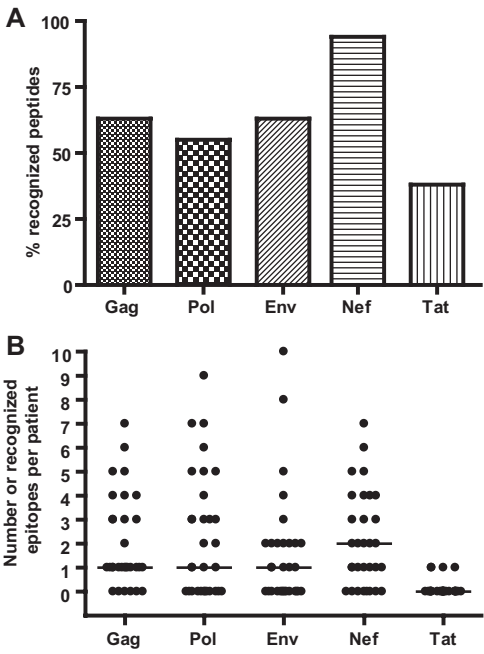 A
% recognized peptides
100
75
50
25
0
Gag Pol Env Nef Tat
B
Number or recognized
epitopes per patient
10
9
8
7
6
5
4
3
2
1
0
Gag Pol Env Nef Tat